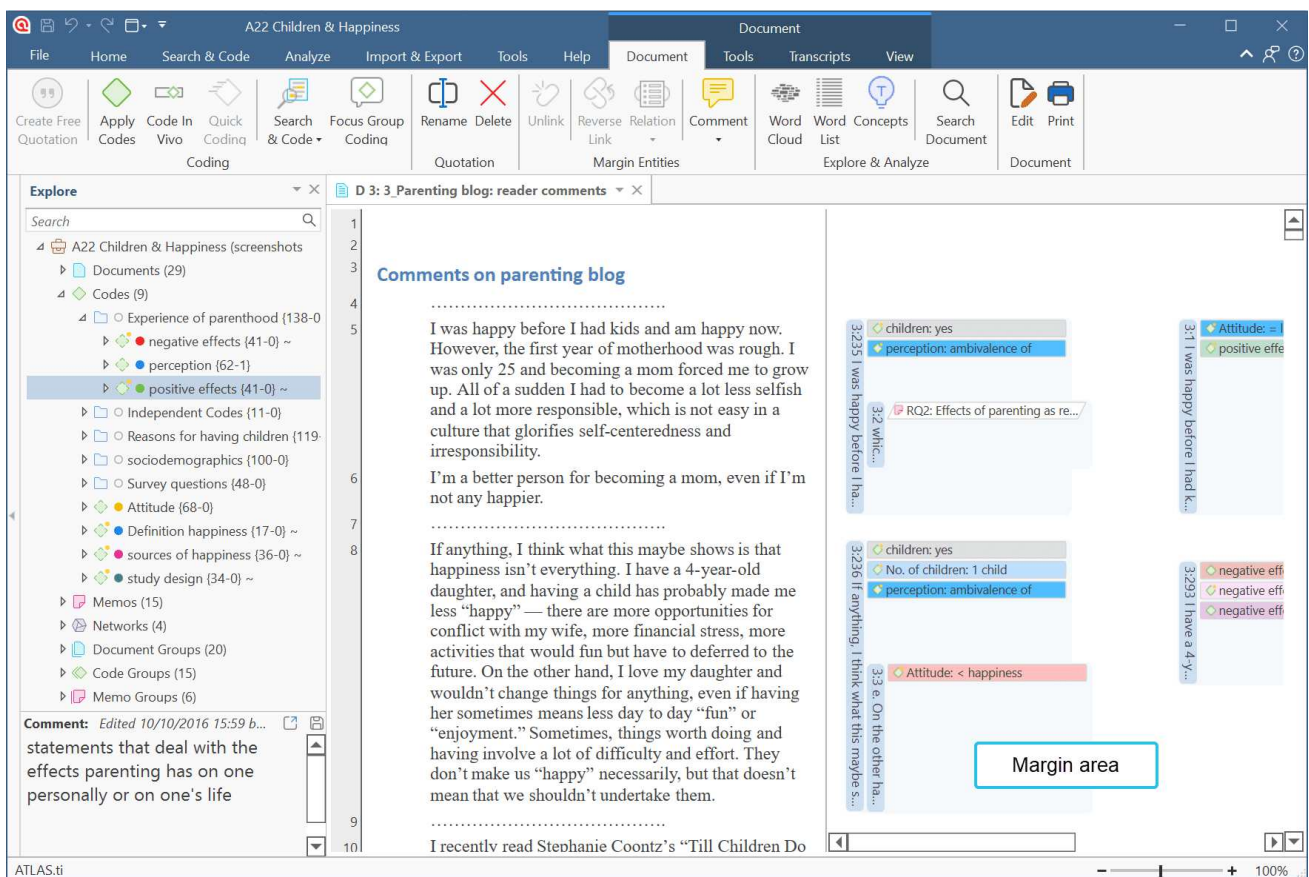 A22 Children & Happiness
Document
File Home Search & Code Analyze Import & Export Tools Help Document Tools Transcripts View
Create Free Quotation
Apply Codes
Code In Vivo
Quick Coding
Search & Code
Focus Group Coding
Coding
Rename Delete
Quotation
Unlink
Reverse Link
Relation
Margin Entities
Comment
Word Cloud
Word List
Concepts
Search Document
Explore & Analyze
Edit Print
Document
Explore
Search
A22 Children & Happiness (screenshots
Documents (29)
Codes (9)
Experience of parenthood {138-0
negative effects {41-0} ~
perception {62-1}
positive effects {41-0} ~
Independent Codes {11-0}
Reasons for having children {119-
sociodemographics {100-0}
Survey questions {48-0}
Attitude {68-0}
Definition happiness {17-0} ~
sources of happiness {36-0} ~
study design {34-0} ~
Memos (15)
Networks (4)
Document Groups (20)
Code Groups (15)
Memo Groups (6)
Comment: Edited 10/10/2016 15:59 b...
statements that deal with the
effects parenting has on one
personally or on one's life
D 3: 3_Parenting blog: reader comments
1
2
3 Comments on parenting blog
4 ..........................................
5 I was happy before I had kids and am happy now.
However, the first year of motherhood was rough. I
was only 25 and becoming a mom forced me to grow
up. All of a sudden I had to become a lot less selfish
and a lot more responsible, which is not easy in a
culture that glorifies self-centeredness and
irresponsibility.
6 I’m a better person for becoming a mom, even if I’m
not any happier.
7 ..........................................
8 If anything, I think what this maybe shows is that
happiness isn’t everything. I have a 4-year-old
daughter, and having a child has probably made me
less “happy” — there are more opportunities for
conflict with my wife, more financial stress, more
activities that would fun but have to deferred to the
future. On the other hand, I love my daughter and
wouldn’t change things for anything, even if having
her sometimes means less day to day “fun” or
“enjoyment.” Sometimes, things worth doing and
having involve a lot of difficulty and effort. They
don’t make us “happy” necessarily, but that doesn’t
mean that we shouldn’t undertake them.
9 ..........................................
10 I recently read Stephanie Coontz’s “Till Children Do
3:235 I was happy before I ha...
children: yes
perception: ambivalence of
3:2 whic...
RQ2: Effects of parenting as re...
3:1 I was happy before I had k...
Attitude: = l
positive effe
3:236 If anything, I think what this maybe s...
children: yes
No. of children: 1 child
perception: ambivalence of
3:3 e. On the other ha...
Attitude: < happiness
3:293 I have a 4-y...
negative effe
negative effe
negative effe
Margin area
ATLAS.ti
100%